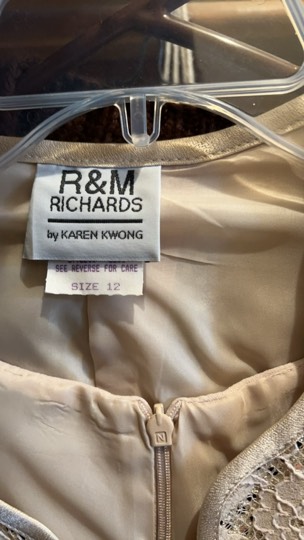 R&M
RICHARDS
by KAREN KWONG
SEE REVERSE FOR CARE
SIZE 12
N